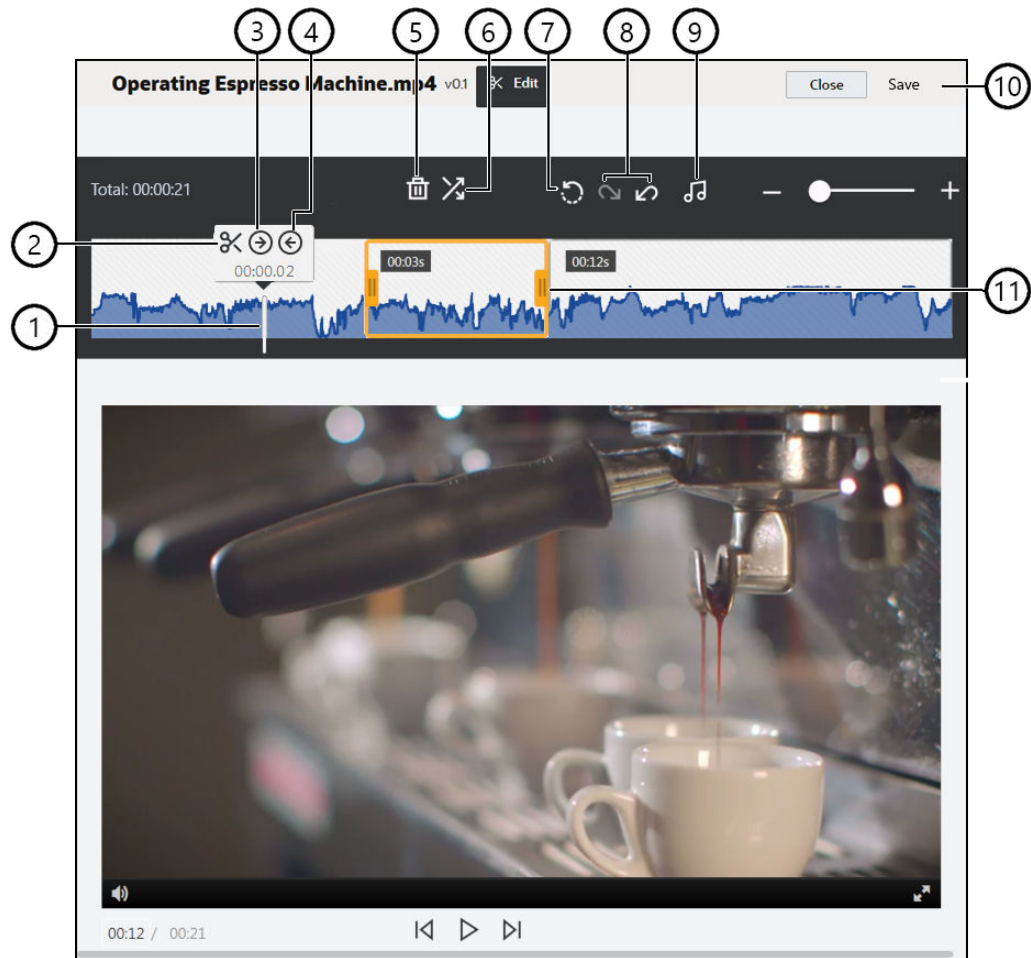 3 4 5 6 7 8 9
Operating Espresso Machine.mp4 v0.1 Edit Close Save 10
Total: 00:00:21
2
00:00.02
00:03s 00:12s
11
1
00:12 / 00:21